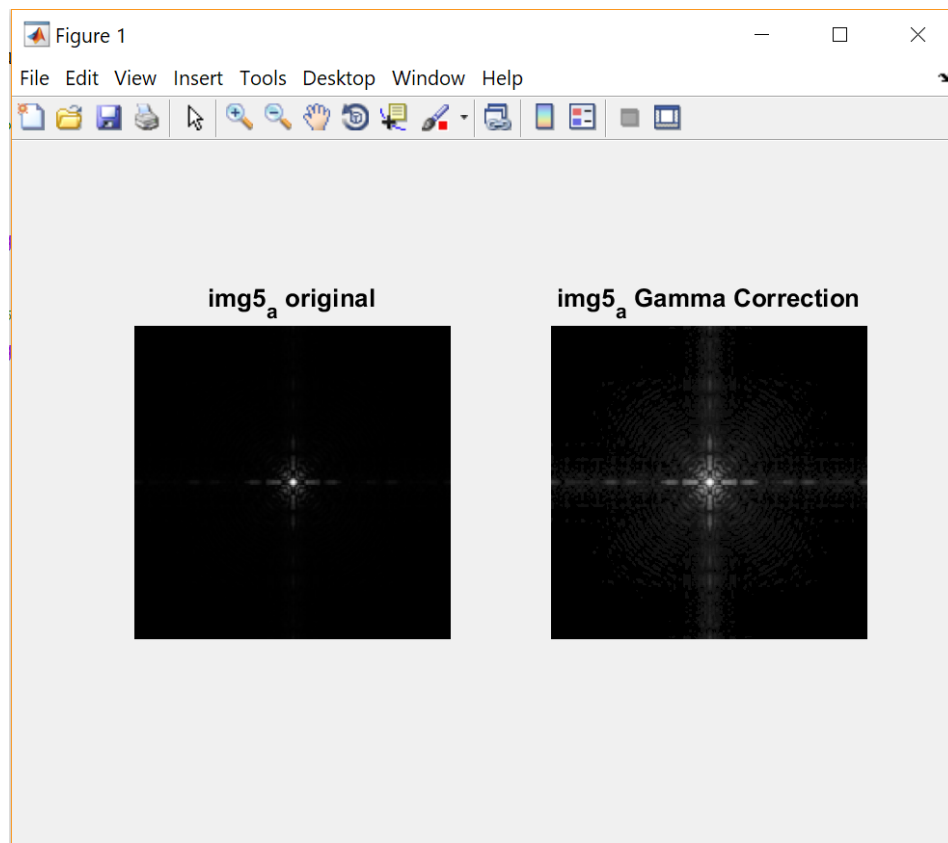 Figure 1
File Edit View Insert Tools Desktop Window Help
img5a original
img5a Gamma Correction